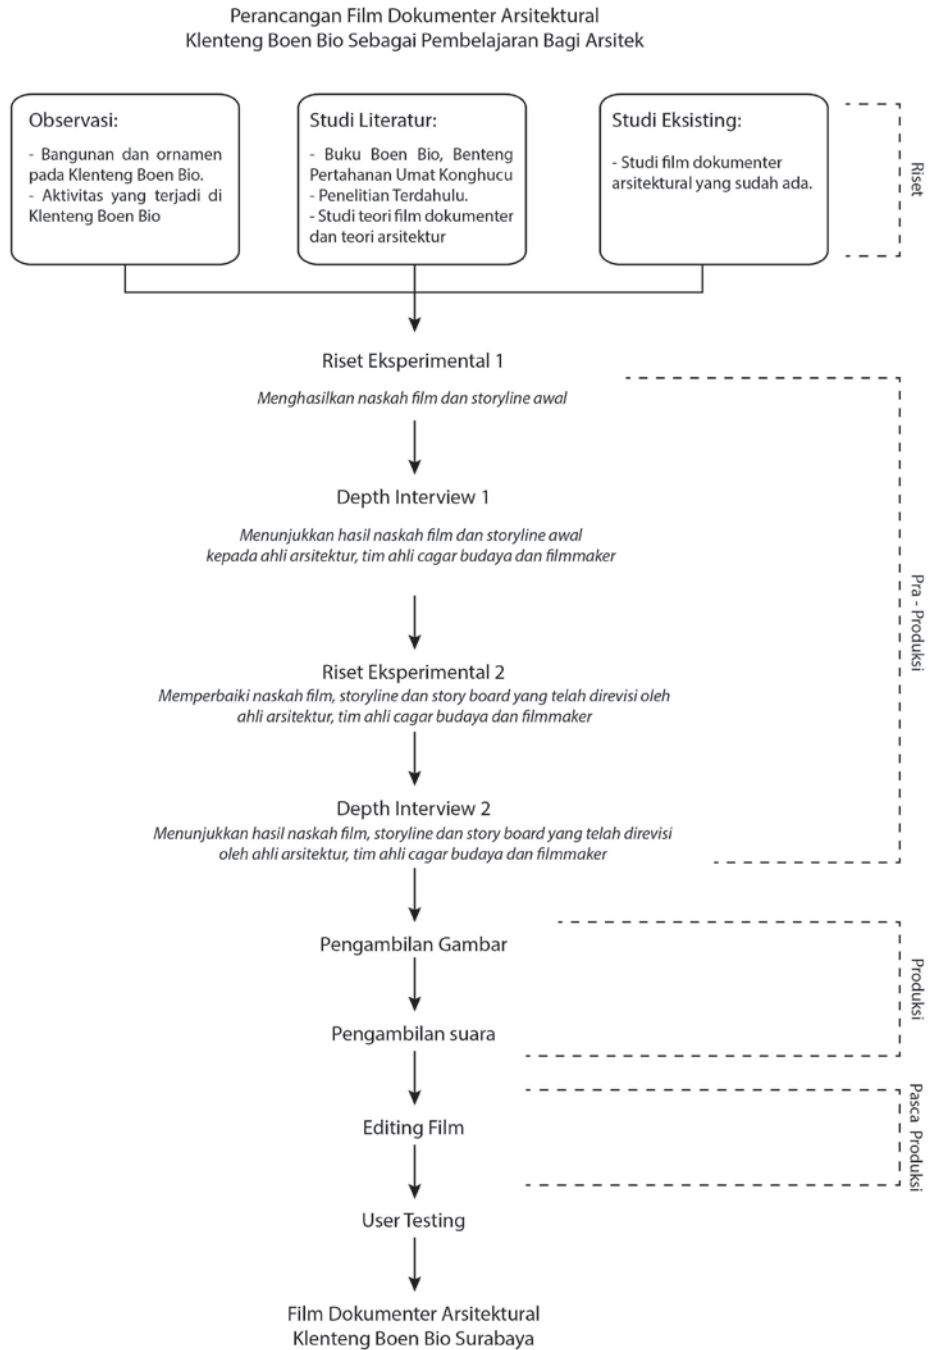 Perancangan Film Dokumenter Arsitektural
Klenteng Boen Bio Sebagai Pembelajaran Bagi Arsitek
Observasi:
- Bangunan dan ornamen
pada Klenteng Boen Bio.
- Aktivitas yang terjadi di
Klenteng Boen Bio
Studi Literatur:
- Buku Boen Bio, Benteng
Pertahanan Umat Konghucu
- Penelitian Terdahulu.
- Studi teori film dokumenter
dan teori arsitektur
Studi Eksisting:
- Studi film dokumenter
arsitektural yang sudah ada.
Riset
Riset Eksperimental 1
Menghasilkan naskah film dan storyline awal
Depth Interview 1
Menunjukkan hasil naskah film dan storyline awal
kepada ahli arsitektur, tim ahli cagar budaya dan filmmaker
Riset Eksperimental 2
Memperbaiki naskah film, storyline dan story board yang telah direvisi oleh
ahli arsitektur, tim ahli cagar budaya dan filmmaker
Depth Interview 2
Menunjukkan hasil naskah film, storyline dan story board yang telah direvisi
oleh ahli arsitektur, tim ahli cagar budaya dan filmmaker
Pra - Produksi
Pengambilan Gambar
Pengambilan suara
Produksi
Editing Film
Pasca Produksi
User Testing
Film Dokumenter Arsitektural
Klenteng Boen Bio Surabaya